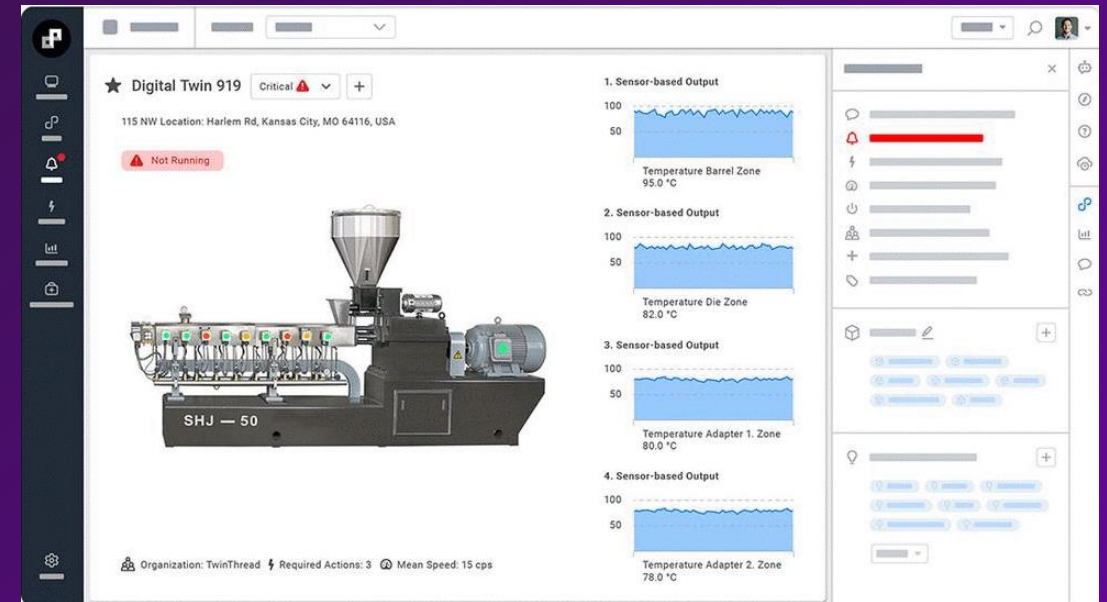 Digital Twin 919
Critical
115 NW Location: Harlem Rd, Kansas City, MO 64116, USA
Not Running
SHJ — 50
Organization: TwinThread Required Actions: 3 Mean Speed: 15 cps
1. Sensor-based Output
100
50
Temperature Barrel Zone
95.0 °C
2. Sensor-based Output
100
50
Temperature Die Zone
82.0 °C
3. Sensor-based Output
100
50
Temperature Adapter 1. Zone
80.0 °C
4. Sensor-based Output
100
50
Temperature Adapter 2. Zone
78.0 °C